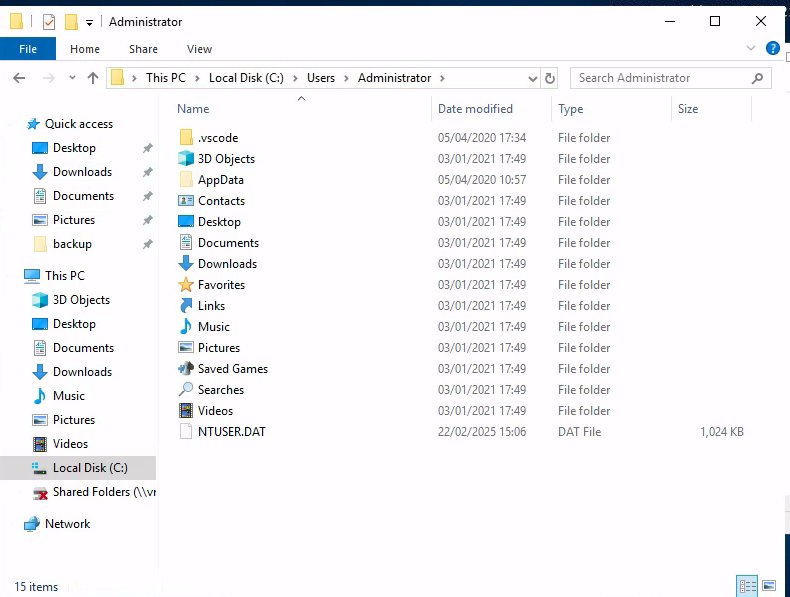 Administrator
File Home Share View
This PC Local Disk (C:) Users Administrator Search Administrator
Name Date modified Type Size
Quick access
Desktop
Downloads
Documents
Pictures
backup
This PC
3D Objects
Desktop
Documents
Downloads
Music
Pictures
Videos
Local Disk (C:)
Shared Folders (\\vr
Network
.vscode 05/04/2020 17:34 File folder
3D Objects 03/01/2021 17:49 File folder
AppData 05/04/2020 10:57 File folder
Contacts 03/01/2021 17:49 File folder
Desktop 03/01/2021 17:49 File folder
Documents 03/01/2021 17:49 File folder
Downloads 03/01/2021 17:49 File folder
Favorites 03/01/2021 17:49 File folder
Links 03/01/2021 17:49 File folder
Music 03/01/2021 17:49 File folder
Pictures 03/01/2021 17:49 File folder
Saved Games 03/01/2021 17:49 File folder
Searches 03/01/2021 17:49 File folder
Videos 03/01/2021 17:49 File folder
NTUSER.DAT 22/02/2025 15:06 DAT File 1,024 KB
15 items